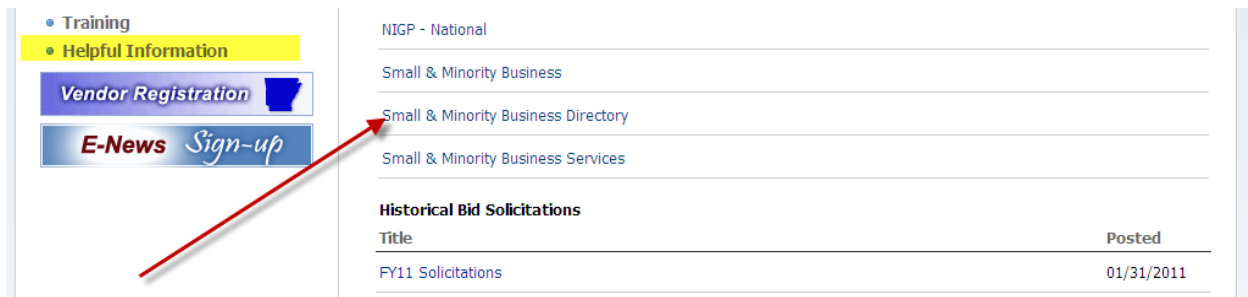 Training
Helpful Information
Vendor Registration
E-News Sign-up
NIGP - National
Small & Minority Business
Small & Minority Business Directory
Small & Minority Business Services
Historical Bid Solicitations
Title Posted
FY11 Solicitations 01/31/2011